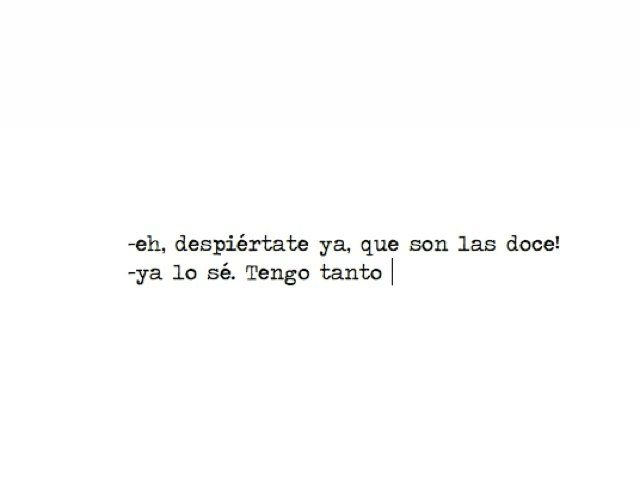 -eh, despiértate ya, que son las doce!
-ya lo sé. Tengo tanto